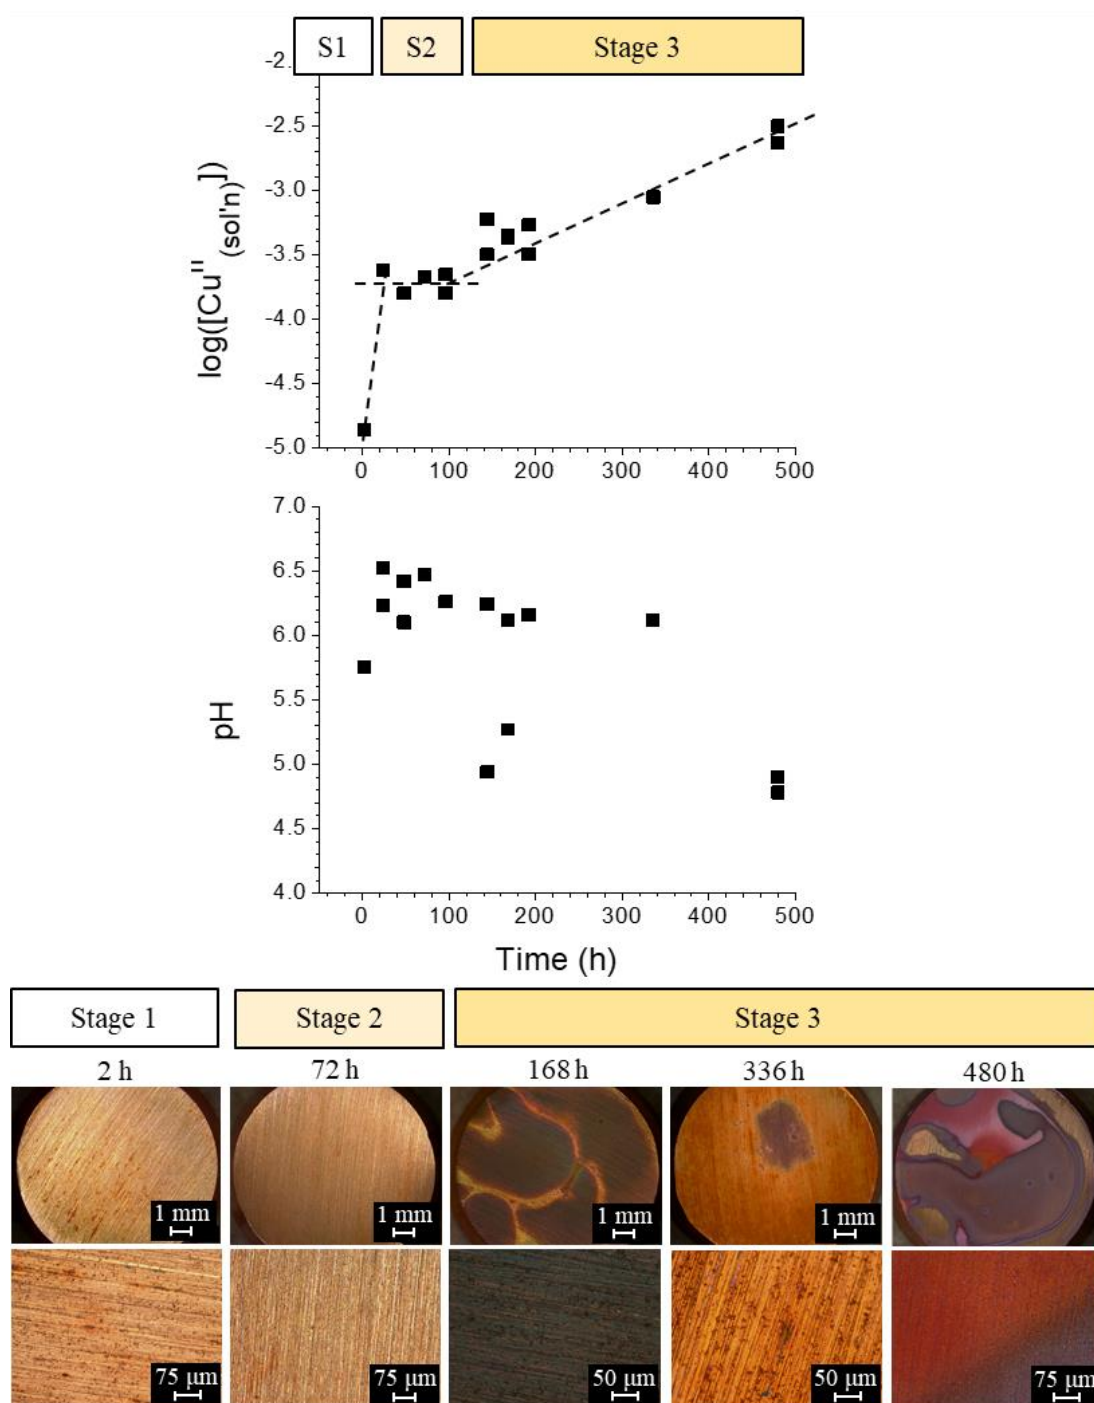 S1 S2 Stage 3
-2.
-2.5
-3.0
-3.5
-4.0
-4.5
-5.0
log([Cu^II (sol'n)])
0 100 200 300 400 500
7.0
6.5
6.0
5.5
5.0
4.5
4.0
pH
0 100 200 300 400 500
Time (h)
Stage 1 Stage 2 Stage 3
2 h 72 h 168 h 336 h 480 h
1 mm 1 mm 1 mm 1 mm
75 μm 75 μm 50 μm 50 μm 75 μm